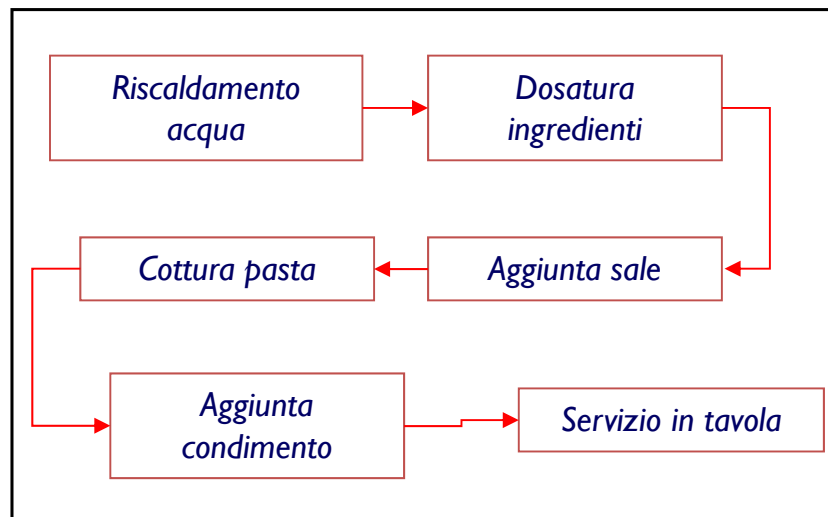 Riscaldamento
acqua
Dosatura
ingredienti
Aggiunta sale
Cottura pasta
Aggiunta
condimento
Servizio in tavola